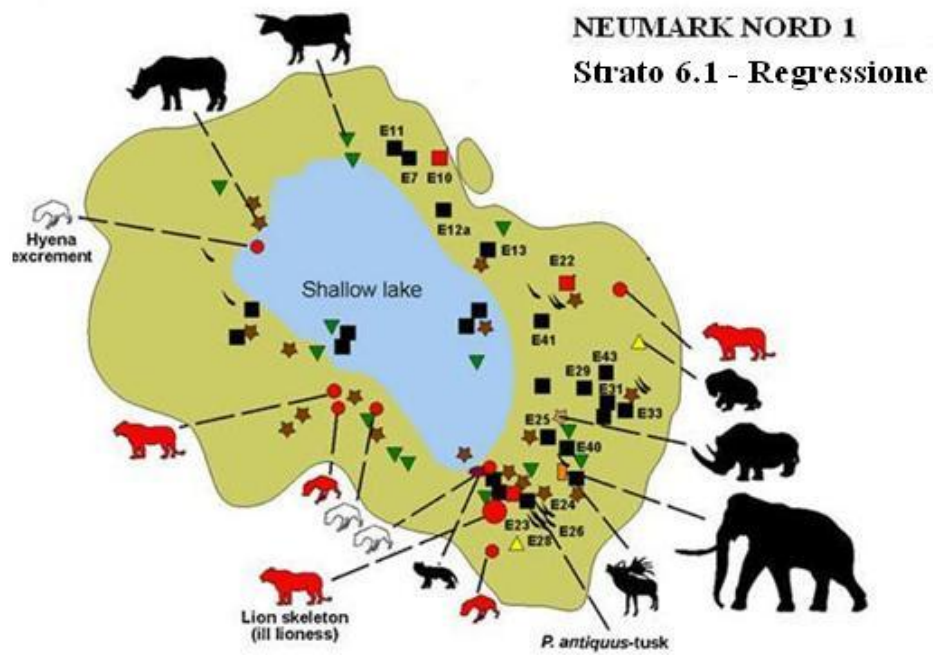 NEUMARK NORD 1
Strato 6.1 - Regressione
E11
E7
E10
E12a
E13
Hyena
excrement
E22
Shallow lake
E41
E43
E29
E31
E33
E25
E40
E24
E23
E26
E28
Lion skeleton
(ill lioness)
P. antiquus-tusk